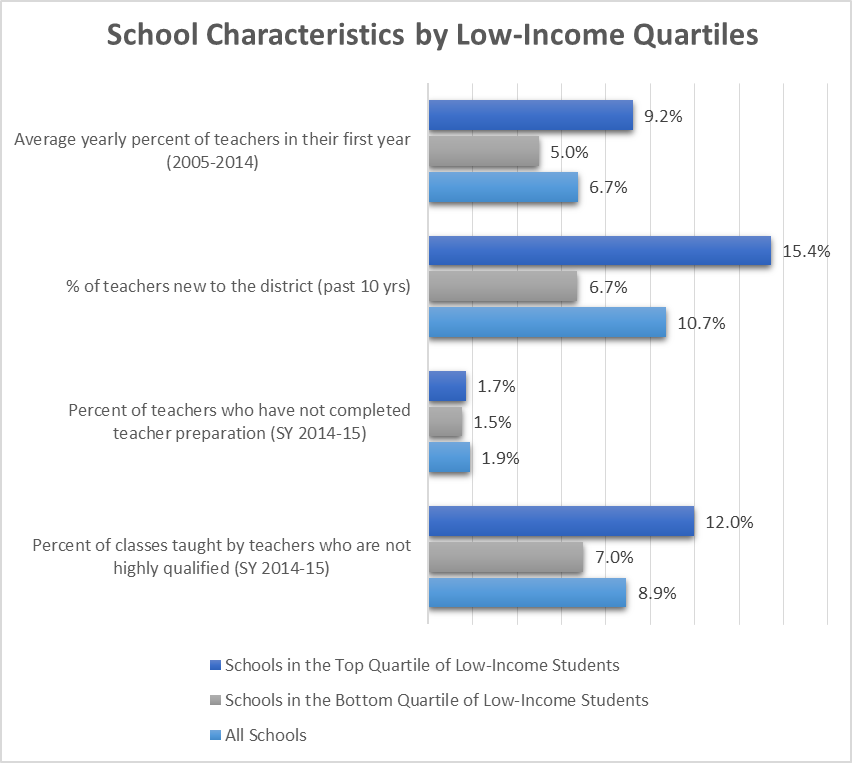 School Characteristics by Low-Income Quartiles
Average yearly percent of teachers in their first year
(2005-2014)
9.2%
5.0%
6.7%
% of teachers new to the district (past 10 yrs)
15.4%
6.7%
10.7%
Percent of teachers who have not completed
teacher preparation (SY 2014-15)
1.7%
1.5%
1.9%
Percent of classes taught by teachers who are not
highly qualified (SY 2014-15)
12.0%
7.0%
8.9%
Schools in the Top Quartile of Low-Income Students
Schools in the Bottom Quartile of Low-Income Students
All Schools